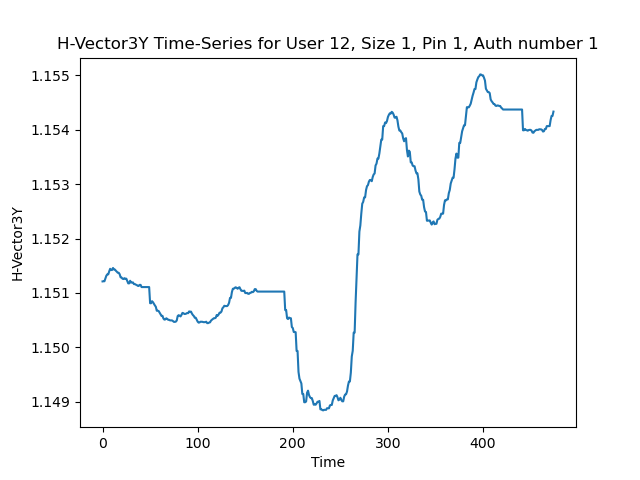 H-Vector3Y Time-Series for User 12, Size 1, Pin 1, Auth number 1
1.155
1.154
1.153
1.152
1.151
1.150
1.149
H-Vector3Y
0 100 200 300 400
Time